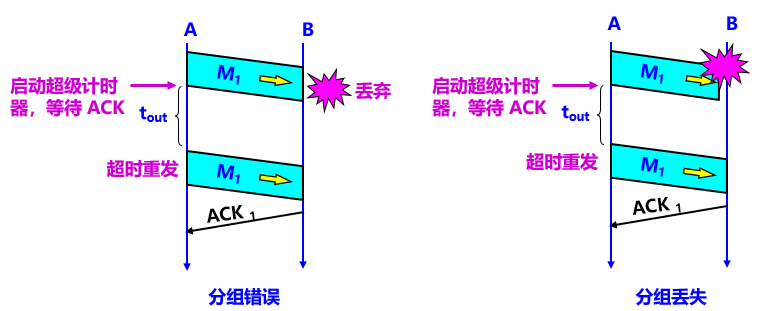 A B
M1
启动超级计时
器，等待 ACK
丢弃
tout
超时重发
M1
ACK 1
分组错误
A B
M1
启动超级计时
器，等待 ACK
tout
超时重发
M1
ACK 1
分组丢失